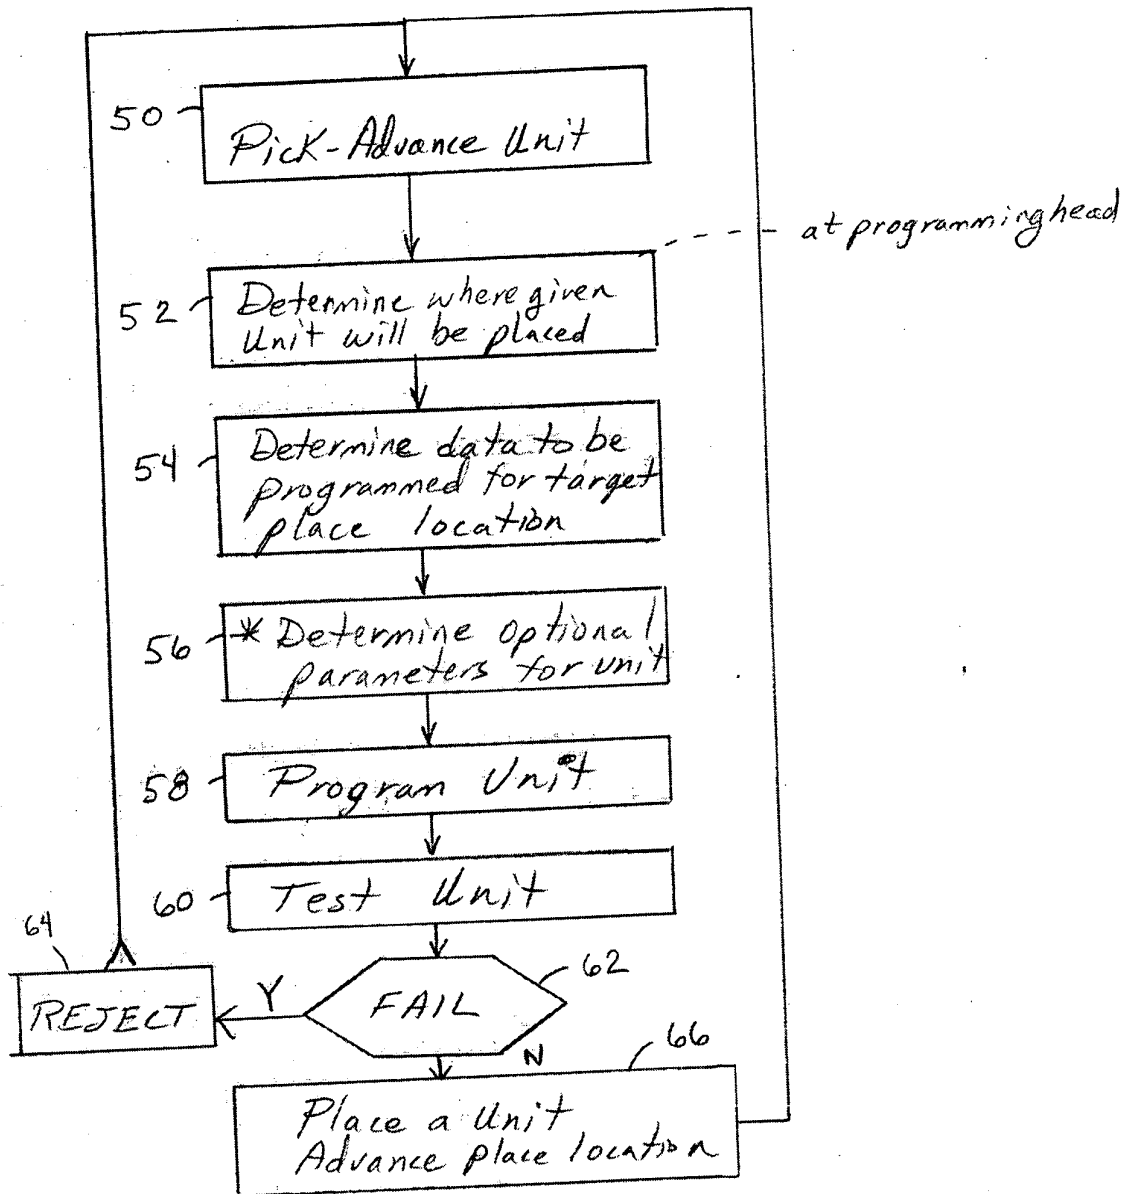 50
Pick-Advance Unit
at programming head
52
Determine where given
Unit will be placed
54
Determine data to be
programmed for target
place location
56
* Determine optional
parameters for unit
58
Program Unit
60
Test Unit
64
REJECT
Y
FAIL
62
N
66
Place a Unit
Advance place location